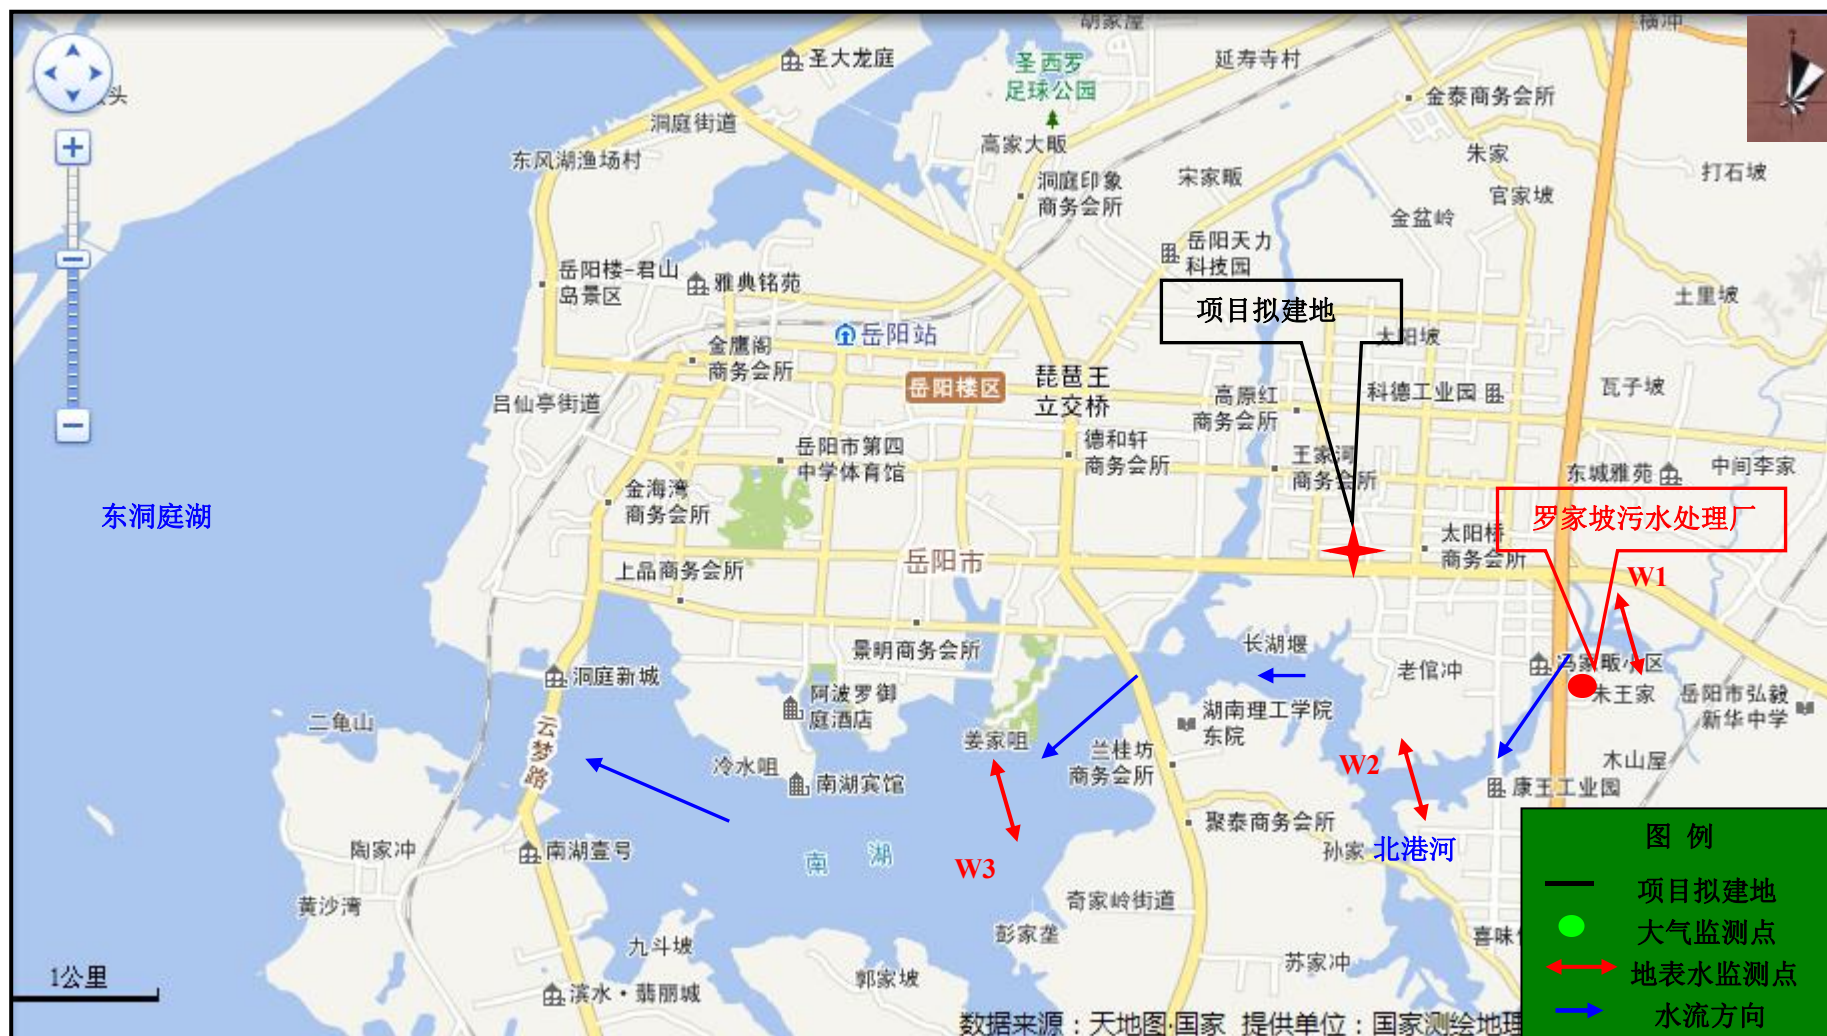 胡家屋
横冲
圣大龙庭
圣西罗
足球公园
延寿寺村
头
金泰商务会所
洞庭街道
东风湖渔场村
高家大畈
朱家
打石坡
洞庭印象
商务会所
宋家畈
官家坡
金盆岭
岳阳楼-君山
岛景区
雅典铭苑
岳阳天力
科技园
项目拟建地
土里坡
岳阳站
太阳坡
金鹰阁
商务会所
岳阳楼区
琵琶王
立交桥
高原红
商务会所
科德工业园
瓦子坡
吕仙亭街道
岳阳市第四
中学体育馆
德和轩
商务会所
王家河
商务会所
东城雅苑
中间李家
金海湾
商务会所
东洞庭湖
罗家坡污水处理厂
太阳桥
商务会所
岳阳市
上品商务会所
W1
景明商务会所
长湖堰
老倌冲
冯家畈小区
朱王家
岳阳市弘毅
新华中学
洞庭新城
阿波罗御
庭酒店
湖南理工学院
东院
二龟山
云梦路
姜家咀
兰桂坊
商务会所
冷水咀
南湖宾馆
W2
木山屋
康王工业园
聚泰商务会所
孙家
北港河
陶家冲
南湖壹号
南湖
W3
黄沙湾
奇家岭街道
九斗坡
彭家垄
喜味
郭家坡
苏家冲
1公里
滨水·翡丽城
图 例
项目拟建地
大气监测点
地表水监测点
水流方向
数据来源：天地图·国家 提供单位：国家测绘地理